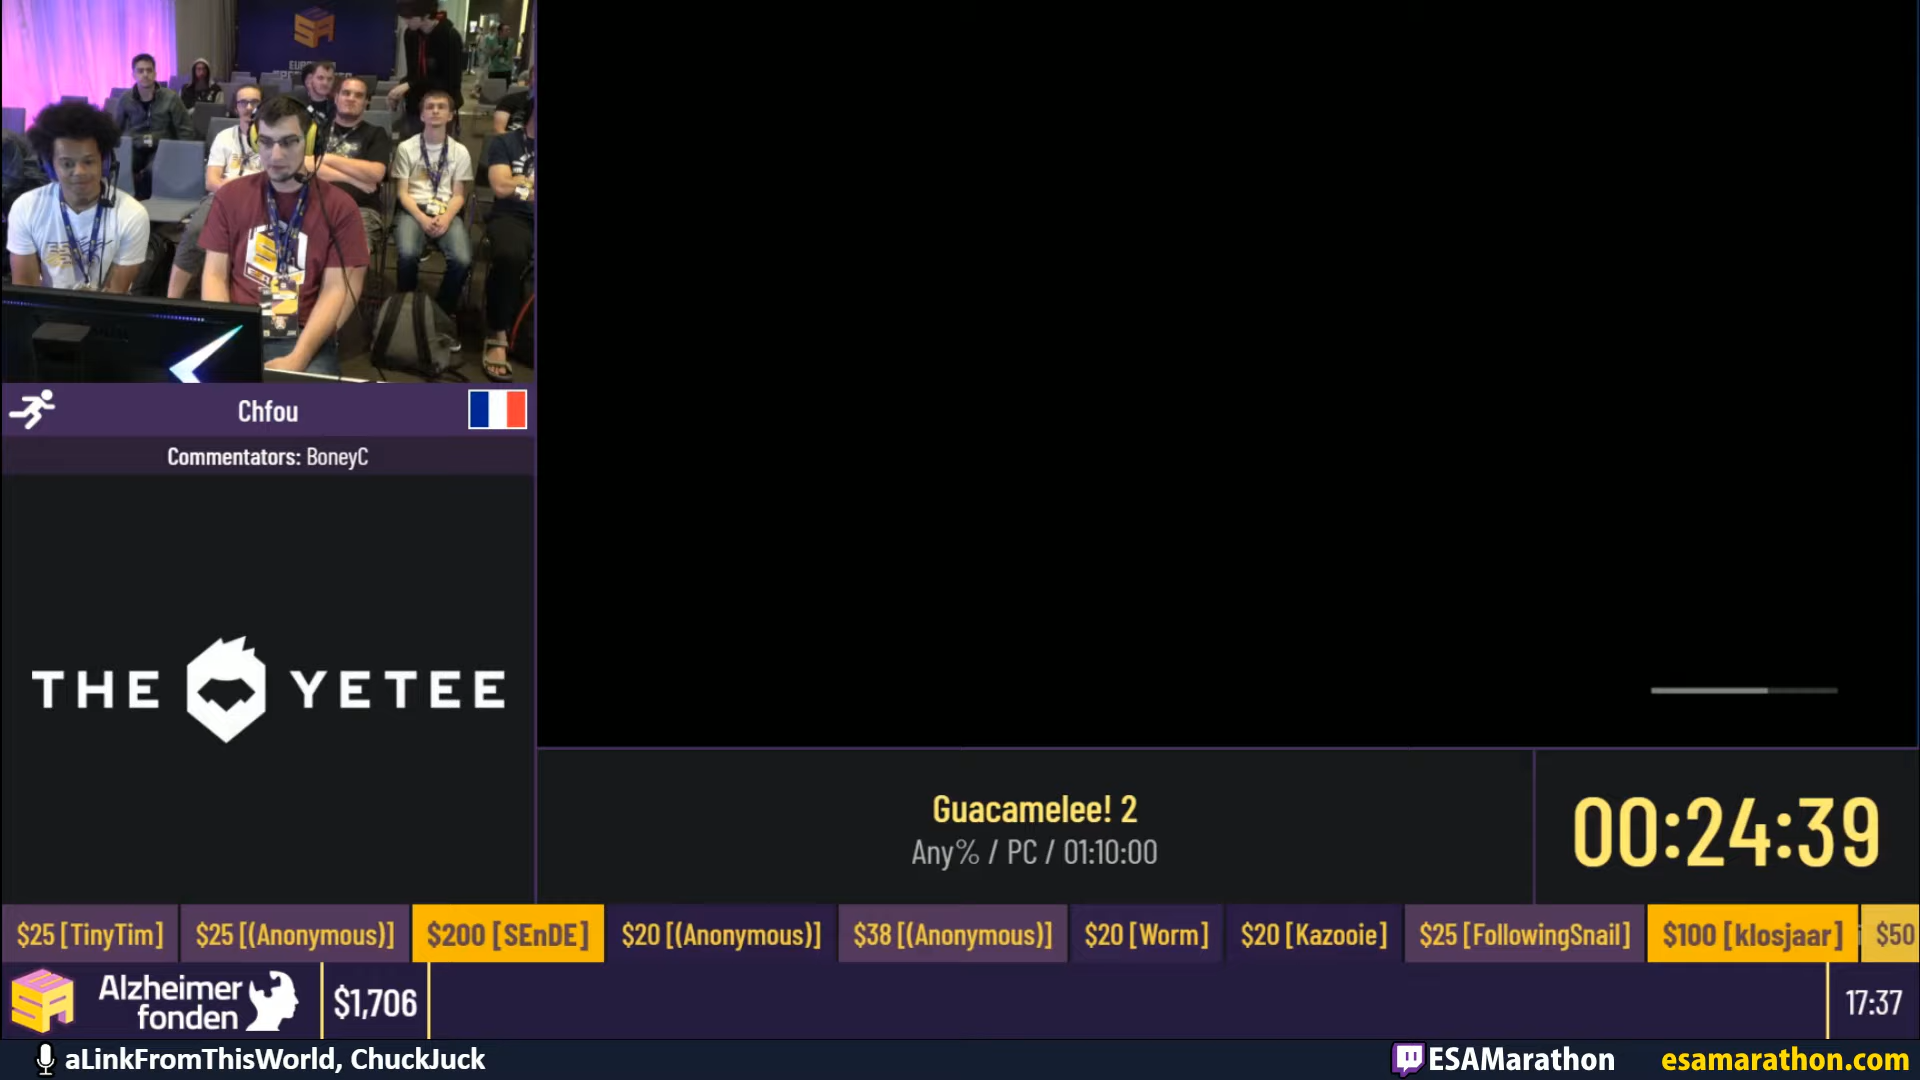 ESA
Chfou
Commentators: BoneyC
THE YETEE
Guacamelee! 2
Any% / PC / 01:10:00
00:24:39
$25 [TinyTim]
$25 [(Anonymous)]
$200 [SEnDE]
$20 [(Anonymous)]
$38 [(Anonymous)]
$20 [Worm]
$20 [Kazooie]
$25 [FollowingSnail]
$100 [klosjaar]
$50
ESA
Alzheimer
fonden
$1,706
17:37
aLinkFromThisWorld, ChuckJuck
ESAMarathon
esamarathon.com